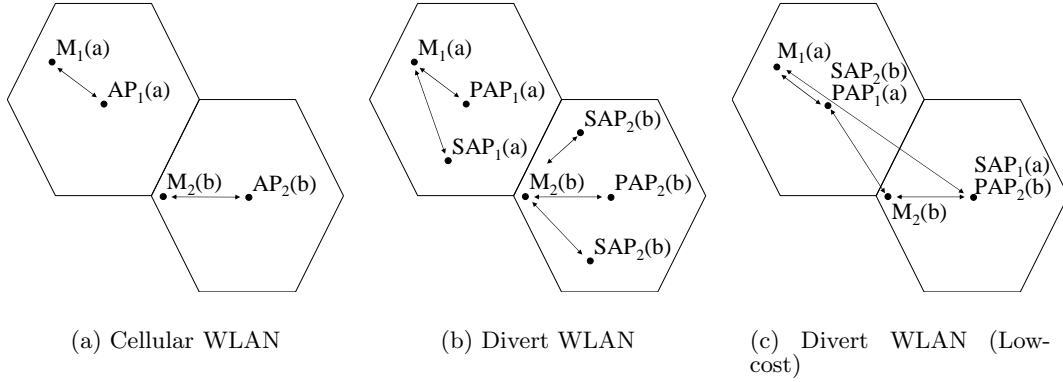 M₁(a)
AP₁(a)
M₂(b)
AP₂(b)
(a) Cellular WLAN
M₁(a)
PAP₁(a)
SAP₁(a)
SAP₂(b)
M₂(b)
PAP₂(b)
SAP₂(b)
(b) Divert WLAN
M₁(a)
SAP₂(b)
PAP₁(a)
SAP₁(a)
PAP₂(b)
M₂(b)
(c) Divert WLAN (Low-
cost)